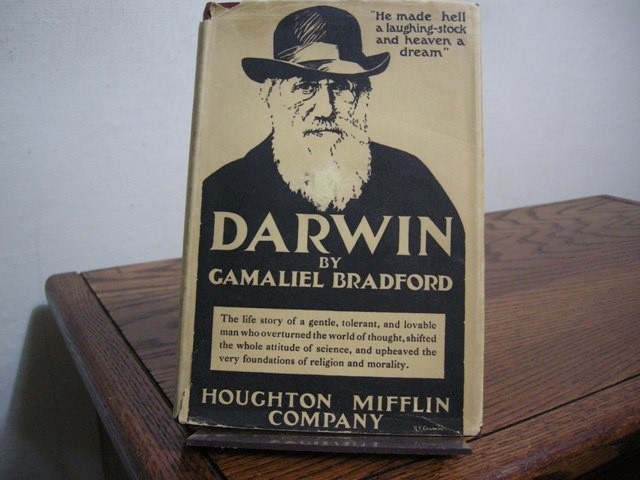 "He made hell
a laughing-stock
and heaven a
dream"
DARWIN
BY
GAMALIEL BRADFORD
The life story of a gentle, tolerant, and lovable
man who overturned the world of thought, shifted
the whole attitude of science, and upheaved the
very foundations of religion and morality.
HOUGHTON MIFFLIN
COMPANY